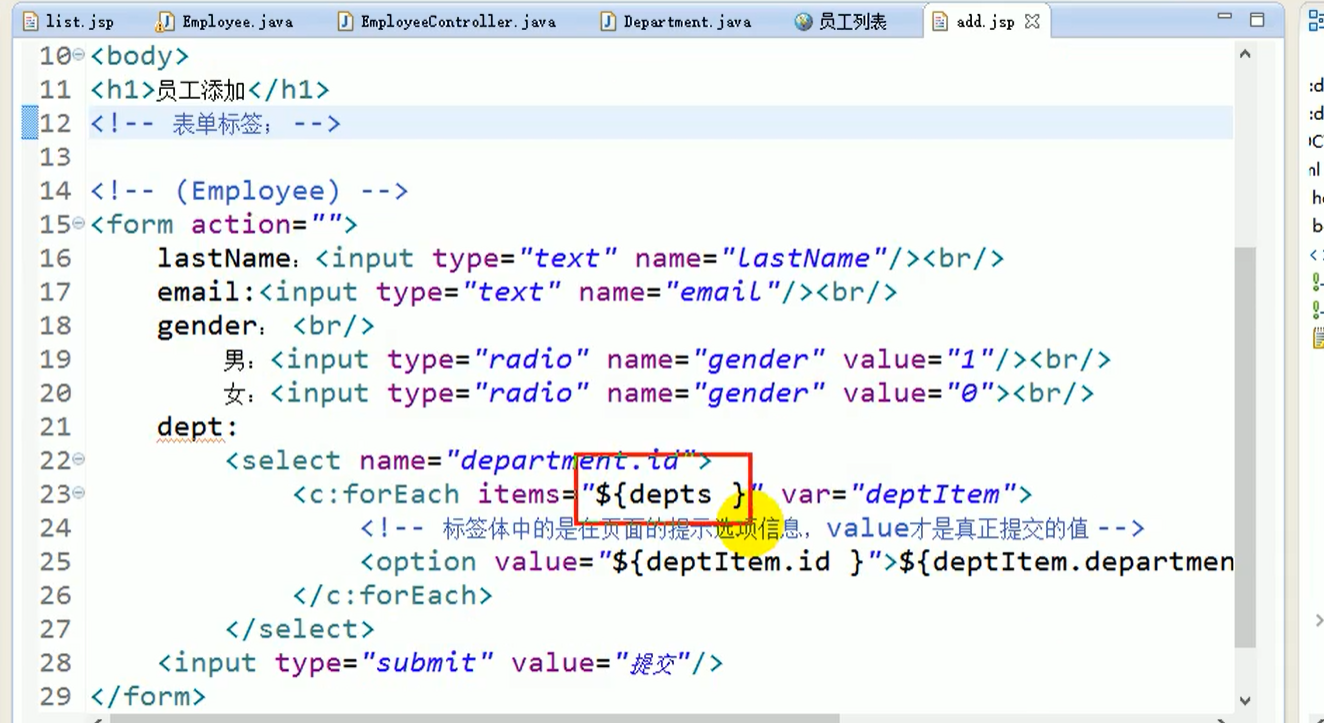 list.jsp Employee.java EmployeeController.java Department.java 员工列表 add.jsp
10 <body>
11 <h1>员工添加</h1>
12 <!-- 表单标签； -->
13
14 <!-- (Employee) -->
15 <form action="">
16 lastName：<input type="text" name="lastName"/><br/>
17 email:<input type="text" name="email"/><br/>
18 gender： <br/>
19 男：<input type="radio" name="gender" value="1"/><br/>
20 女：<input type="radio" name="gender" value="0"><br/>
21 dept:
22 <select name="department.id">
23 <c:forEach items="${depts }" var="deptItem">
24 <!-- 标签体中的是在页面的提示选项信息，value才是真正提交的值 -->
25 <option value="${deptItem.id }">${deptItem.departmen
26 </c:forEach>
27 </select>
28 <input type="submit" value="提交"/>
29 </form>